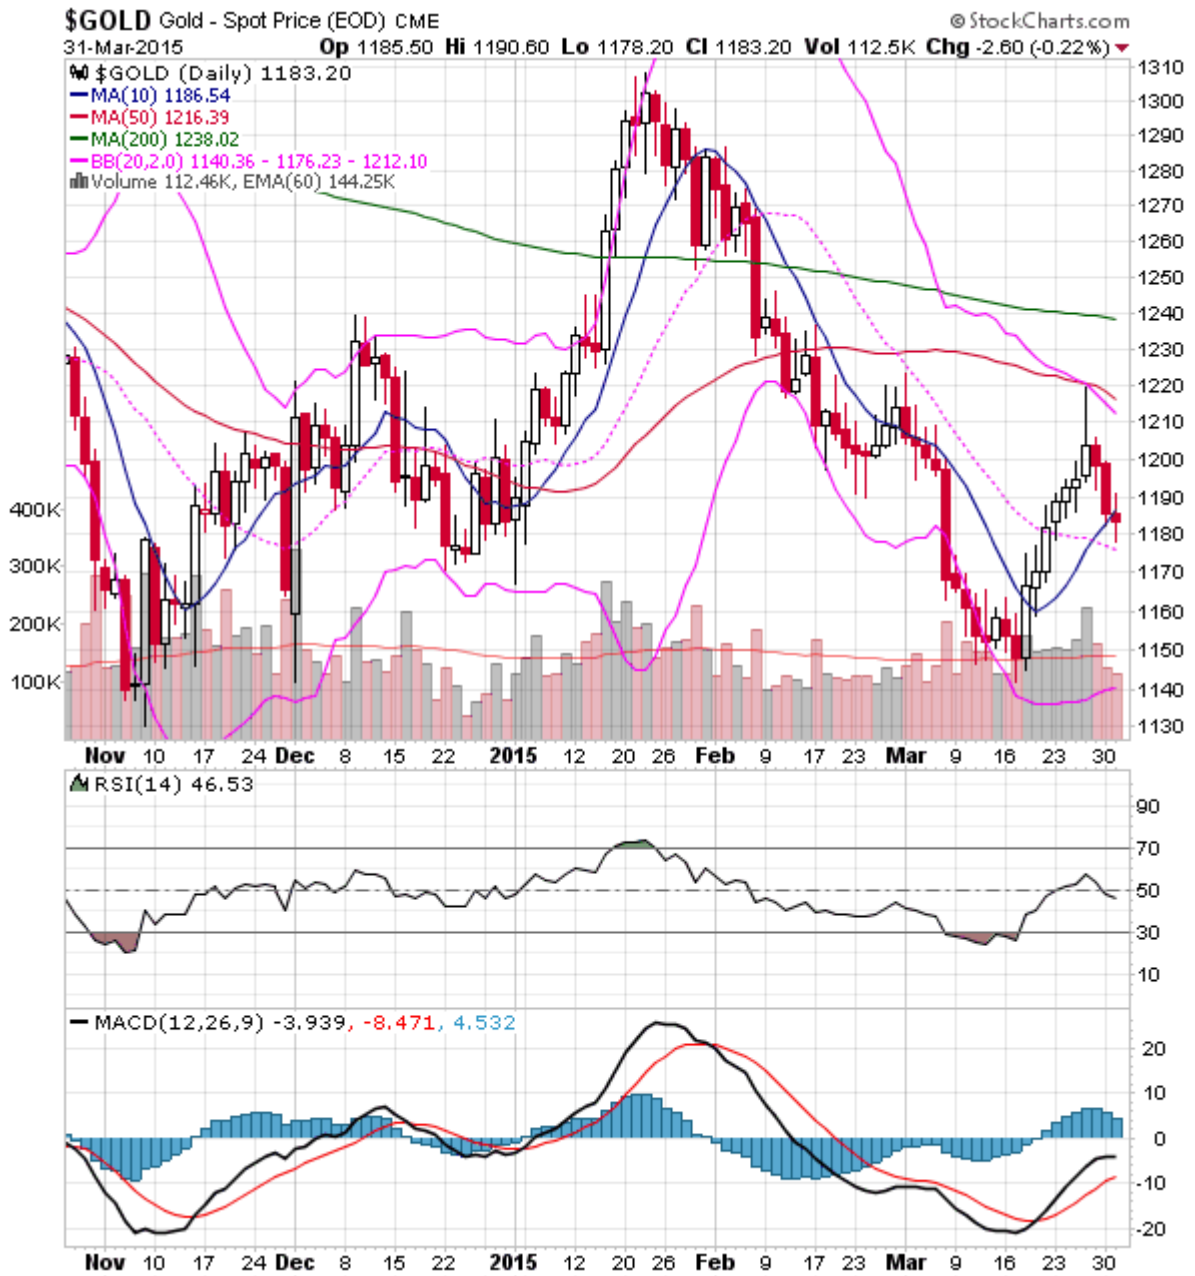 $GOLD Gold - Spot Price (EOD) CME © StockCharts.com
31-Mar-2015 Op 1185.50 Hi 1190.60 Lo 1178.20 Cl 1183.20 Vol 112.5K Chg -2.60 (-0.22%)
$GOLD (Daily) 1183.20
MA(10) 1186.54
MA(50) 1216.39
MA(200) 1238.02
BB(20,2.0) 1140.36 - 1176.23 - 1212.10
Volume 112.46K, EMA(60) 144.25K
1310
1300
1290
1280
1270
1260
1250
1240
1230
1220
1210
1200
1190
1180
1170
1160
1150
1140
1130
400K
300K
200K
100K
Nov 10 17 24 Dec 8 15 22 2015 12 20 26 Feb 9 17 23 Mar 9 16 23 30
RSI(14) 46.53
90
70
50
30
10
MACD(12,26,9) -3.939, -8.471, 4.532
20
10
0
-10
-20
Nov 10 17 24 Dec 8 15 22 2015 12 20 26 Feb 9 17 23 Mar 9 16 23 30